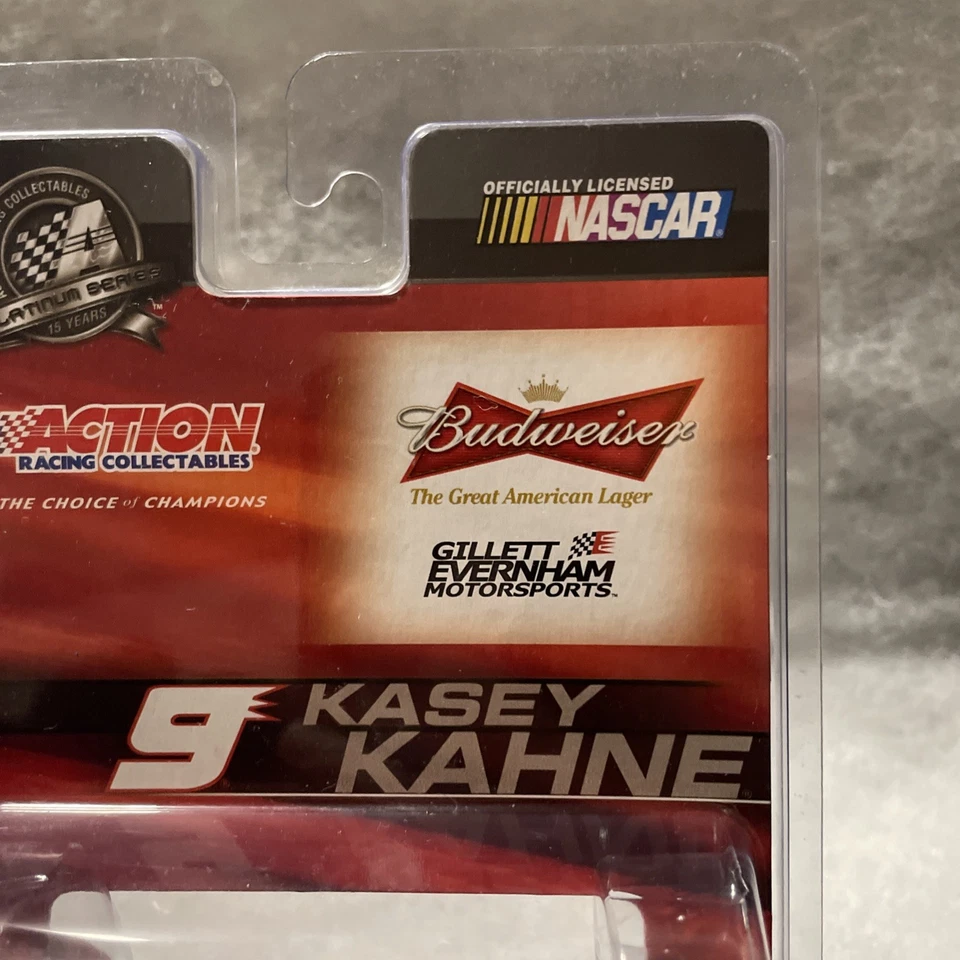 OFFICIALLY LICENSED
NASCAR
COLLECTABLES
PLATINUM SERIES
15 YEARS
ACTION
RACING COLLECTABLES
THE CHOICE of CHAMPIONS
Budweiser
The Great American Lager
GILLETT
EVERNHAM
MOTORSPORTS™
9 KASEY
KAHNE